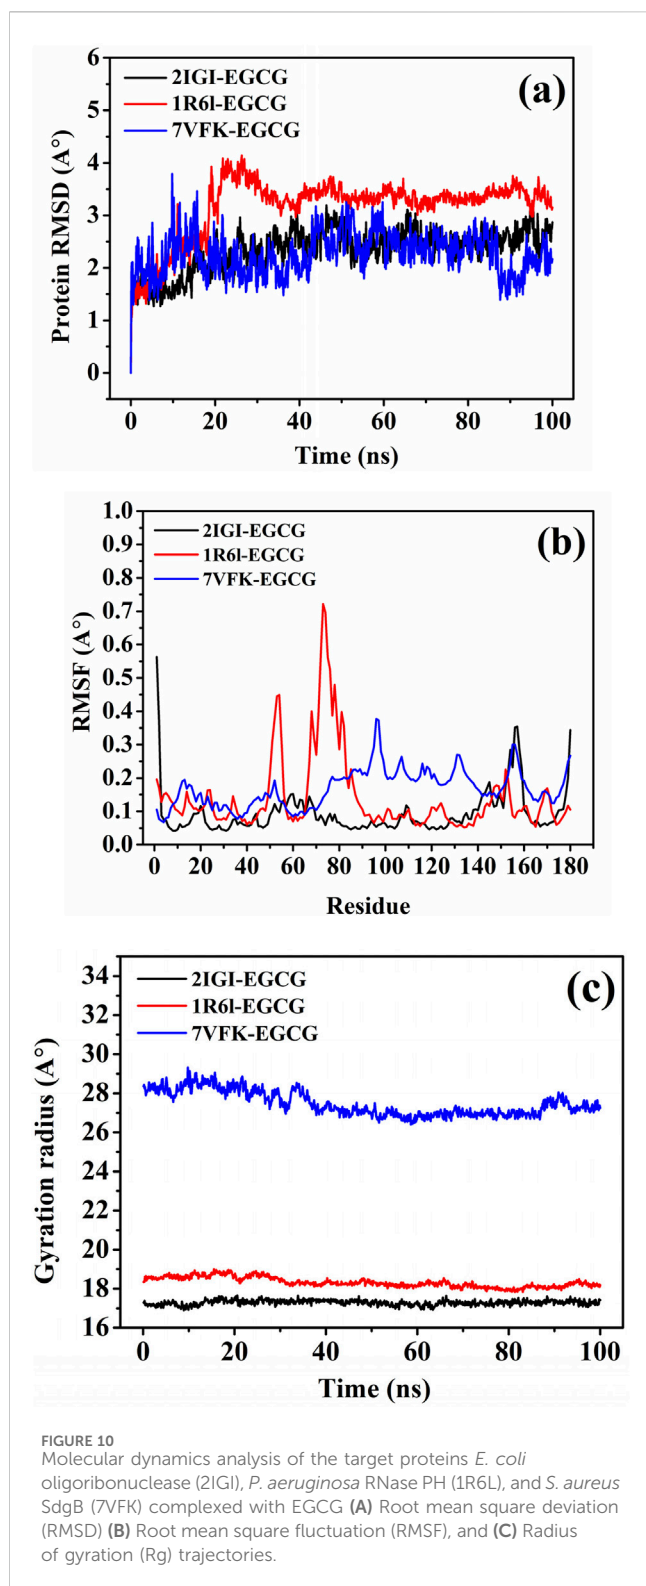 (a)
2IGI-EGCG
1R6l-EGCG
7VFK-EGCG
Protein RMSD (A°)
6
5
4
3
2
1
0
0 20 40 60 80 100
Time (ns)
(b)
2IGI-EGCG
1R6l-EGCG
7VFK-EGCG
RMSF (A°)
1.0
0.9
0.8
0.7
0.6
0.5
0.4
0.3
0.2
0.1
0.0
0 20 40 60 80 100 120 140 160 180
Residue
(c)
2IGI-EGCG
1R6l-EGCG
7VFK-EGCG
Gyration radius (A°)
34
32
30
28
26
24
22
20
18
16
0 20 40 60 80 100
Time (ns)
FIGURE 10
Molecular dynamics analysis of the target proteins E. coli
oligoribonuclease (2IGI), P. aeruginosa RNase PH (1R6L), and S. aureus
SdgB (7VFK) complexed with EGCG (A) Root mean square deviation
(RMSD) (B) Root mean square fluctuation (RMSF), and (C) Radius
of gyration (Rg) trajectories.